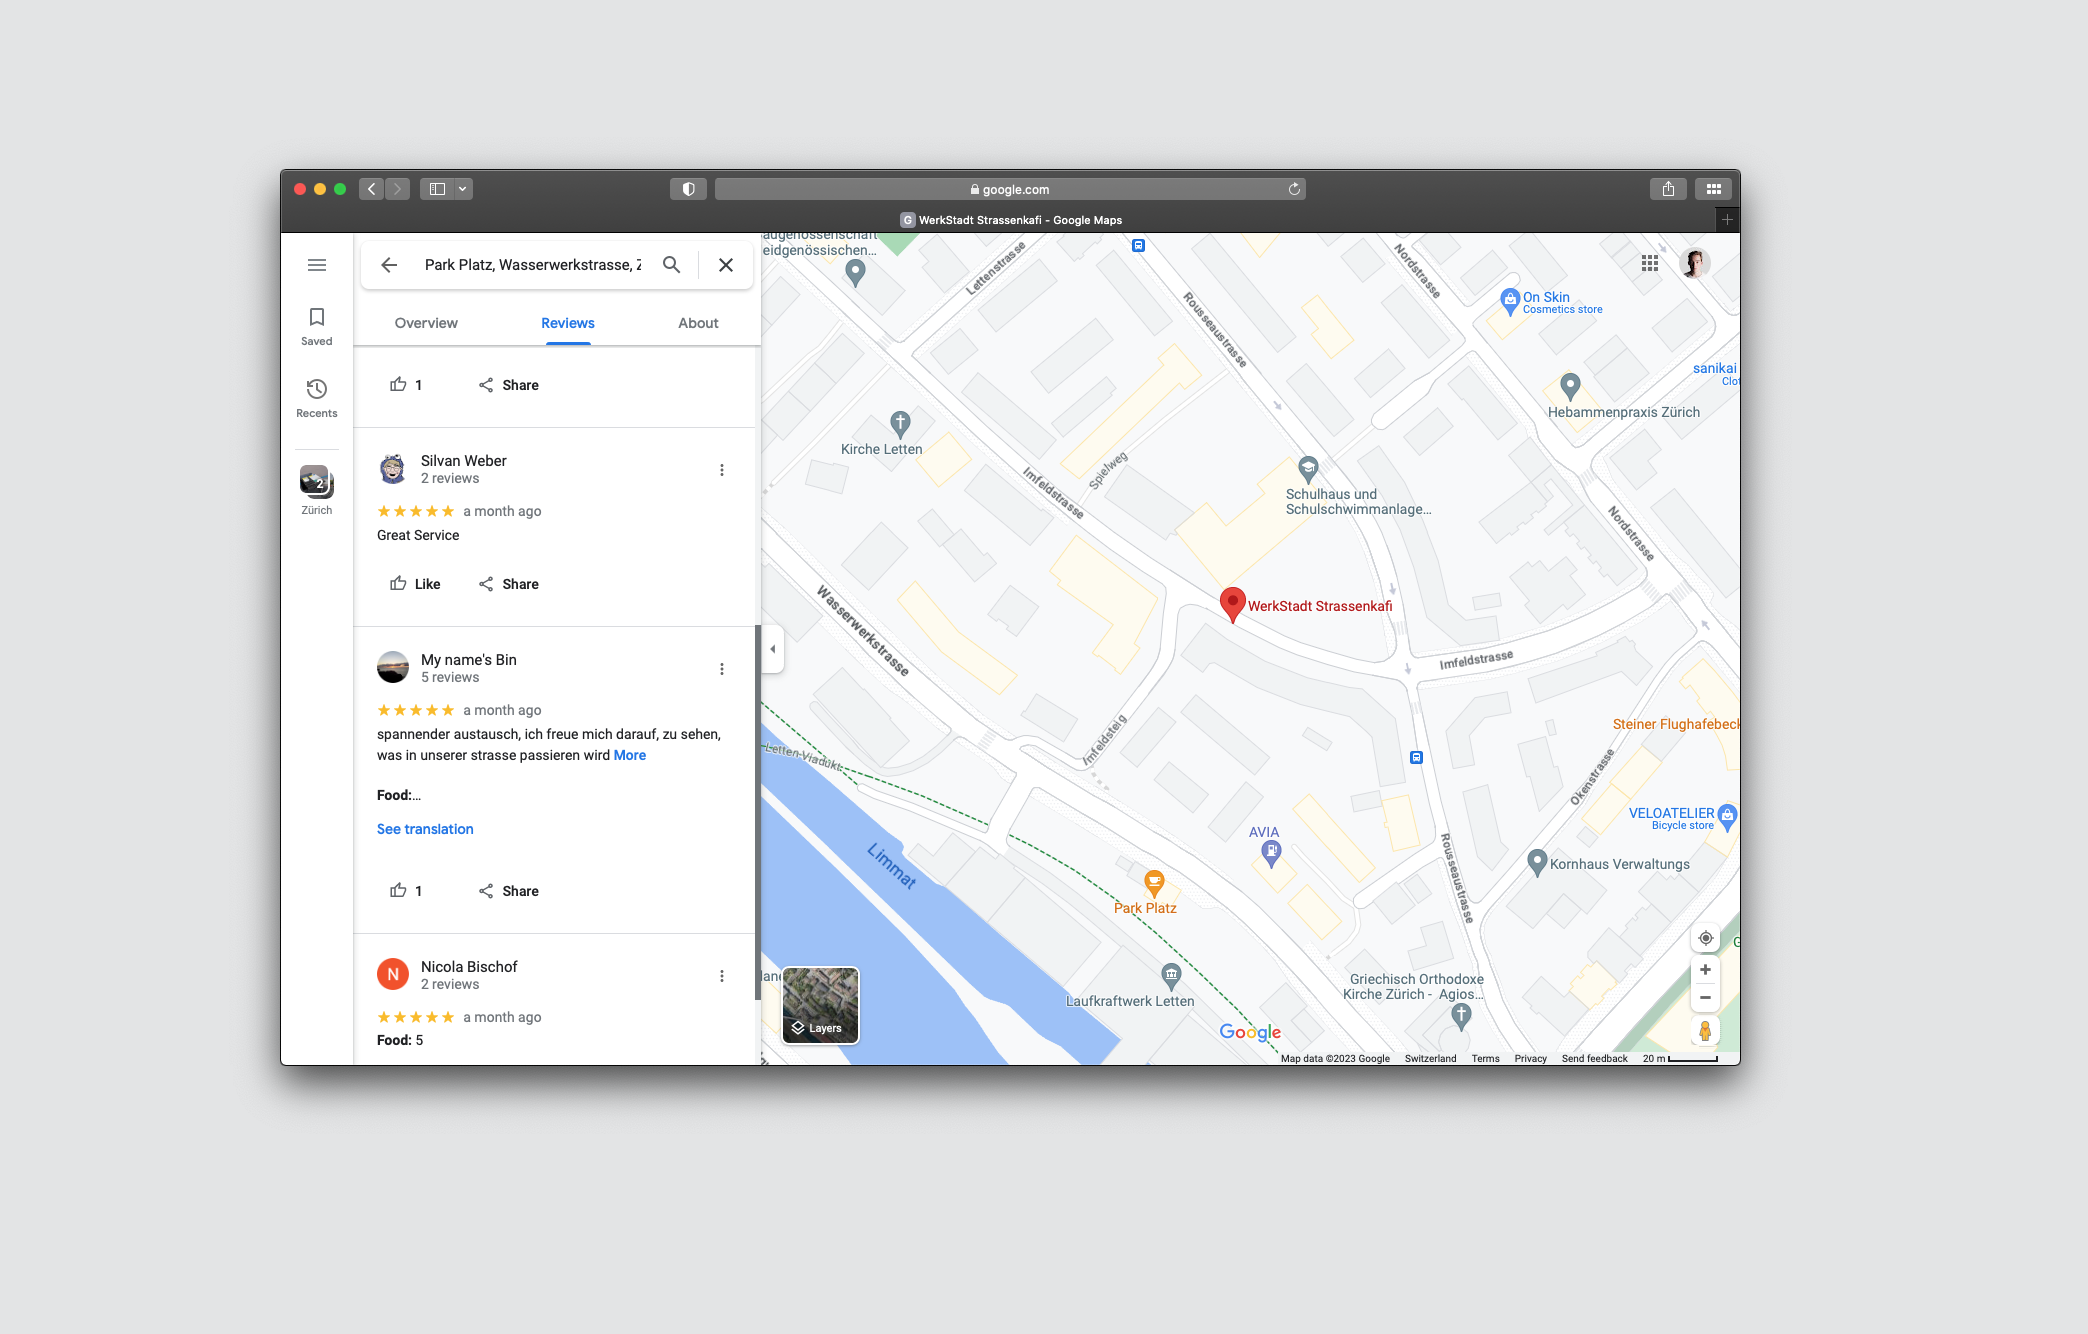 google.com
G WerkStadt Strassenkafi - Google Maps
Park Platz, Wasserwerkstrasse, Z
Saved
Recents
2
Zürich
Overview
Reviews
About
1
Share
Silvan Weber
2 reviews
a month ago
Great Service
Like
Share
My name's Bin
5 reviews
a month ago
spannender austausch, ich freue mich darauf, zu sehen,
was in unserer strasse passieren wird More
Food:...
See translation
1
Share
N
Nicola Bischof
2 reviews
a month ago
Food: 5
augenossenschaft
eidgenössischen...
Lettenstrasse
Rousseaustrasse
Nordstrasse
On Skin
Cosmetics store
sanikai
Clot
Hebammenpraxis Zürich
Kirche Letten
Imfeldstrasse
Spielweg
Schulhaus und
Schulschwimmanlage...
Nordstrasse
Wasserwerkstrasse
WerkStadt Strassenkafi
Imfeldstrasse
Imfeldsteig
Letten-Viadukt
Steiner Flughafebeck
Okenstrasse
VELOATELIER
Bicycle store
AVIA
Limmat
Rousseaustrasse
Kornhaus Verwaltungs
Park Platz
Laufkraftwerk Letten
Griechisch Orthodoxe
Kirche Zürich - Agios...
Layers
Google
Map data ©2023 Google
Switzerland
Terms
Privacy
Send feedback
20 m